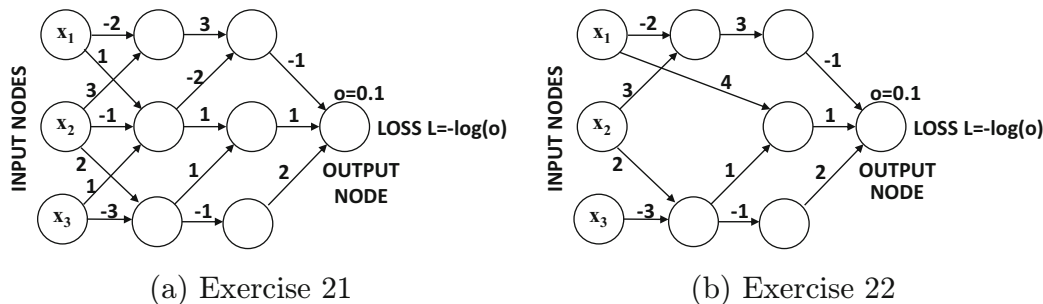 INPUT NODES
x1
-2
3
1
3
-2
-1
x2
-1
1
1
o=0.1
LOSS L=-log(o)
2
1
1
2
OUTPUT
NODE
x3
-3
-1
(a) Exercise 21
INPUT NODES
x1
-2
3
4
-1
3
x2
1
o=0.1
LOSS L=-log(o)
2
1
2
OUTPUT
NODE
x3
-3
-1
(b) Exercise 22